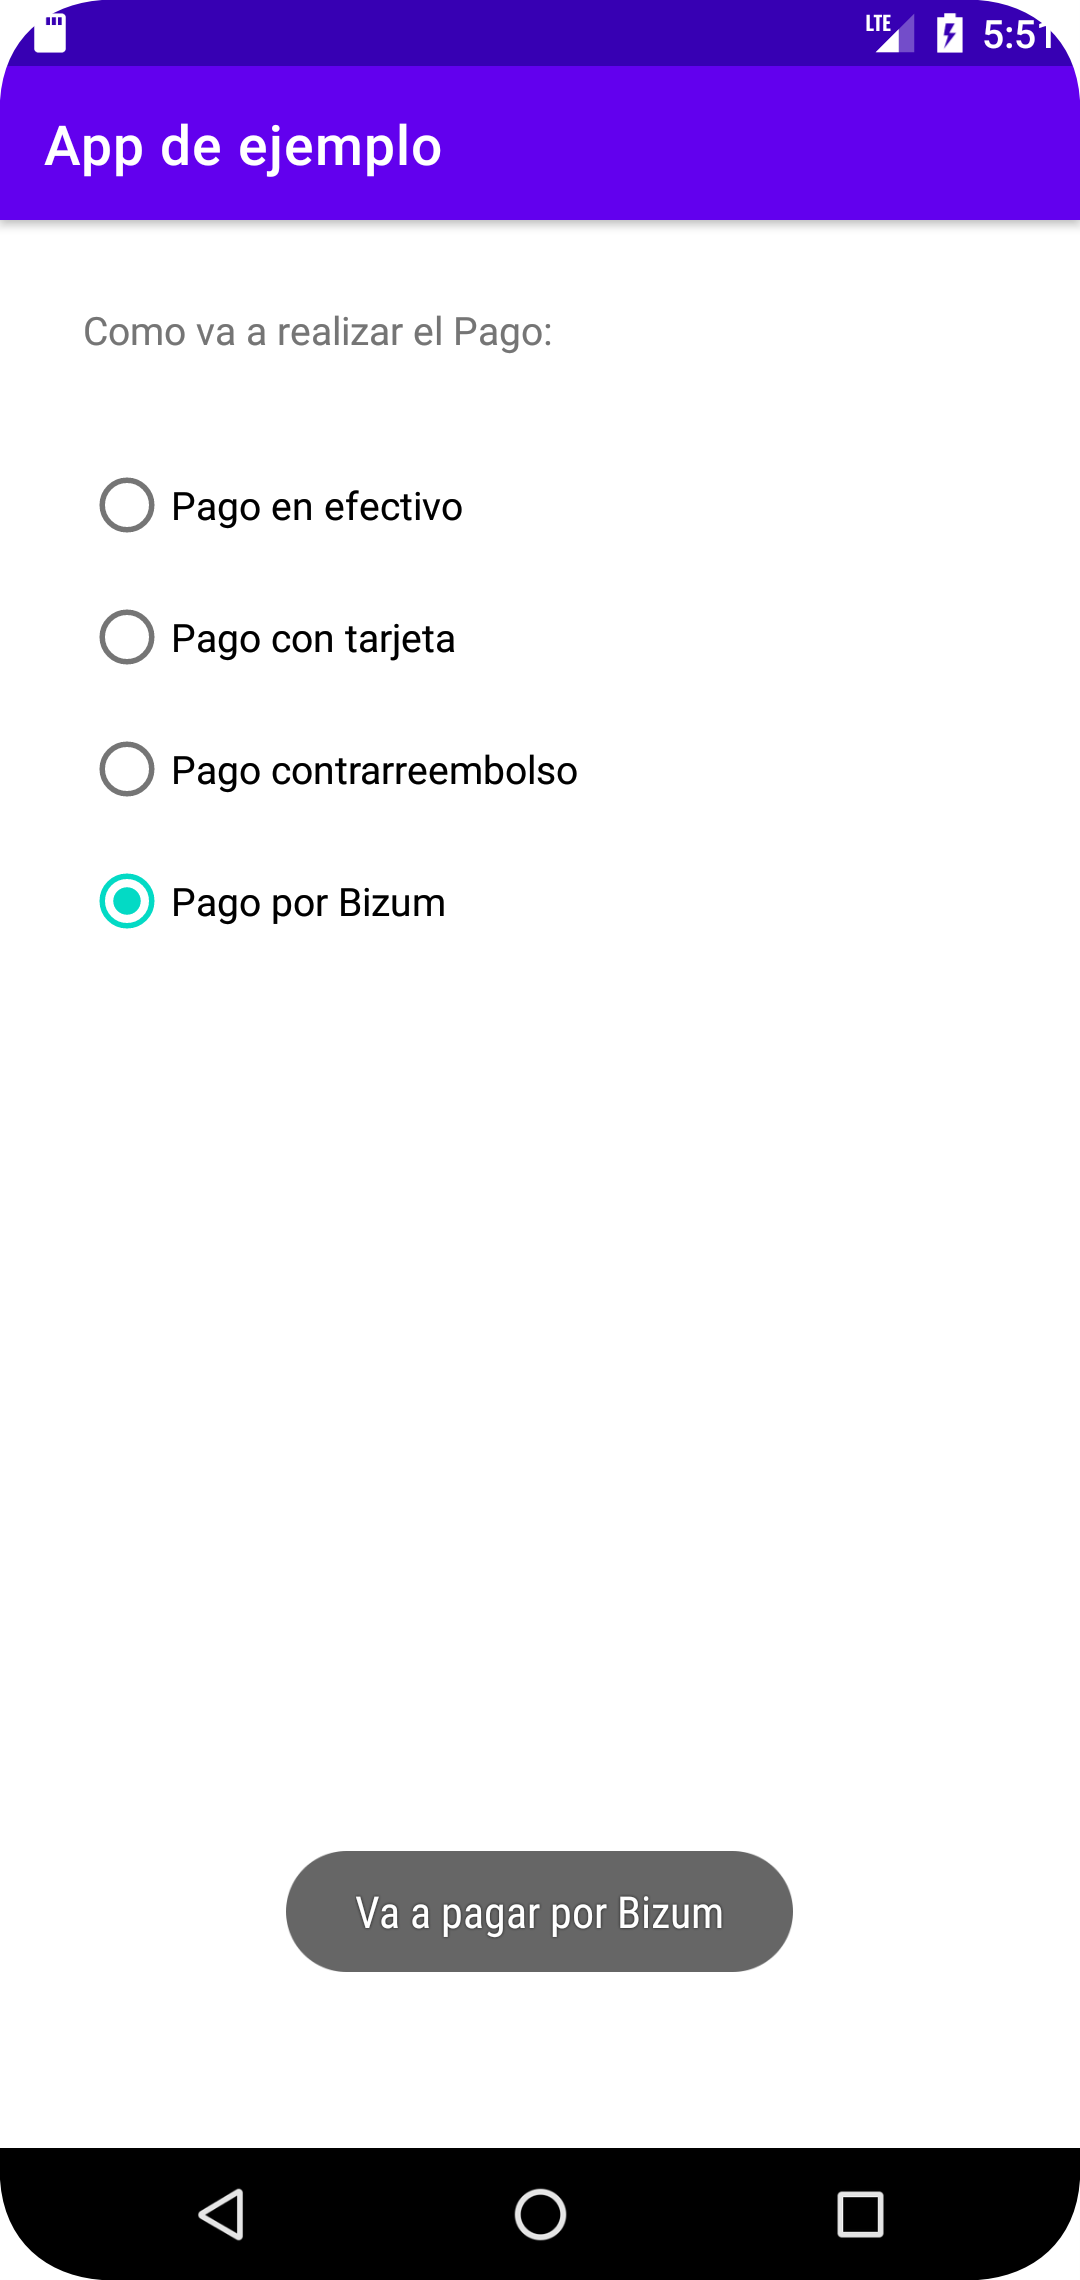 LTE 5:51
App de ejemplo
Como va a realizar el Pago:
Pago en efectivo
Pago con tarjeta
Pago contrarreembolso
Pago por Bizum
Va a pagar por Bizum